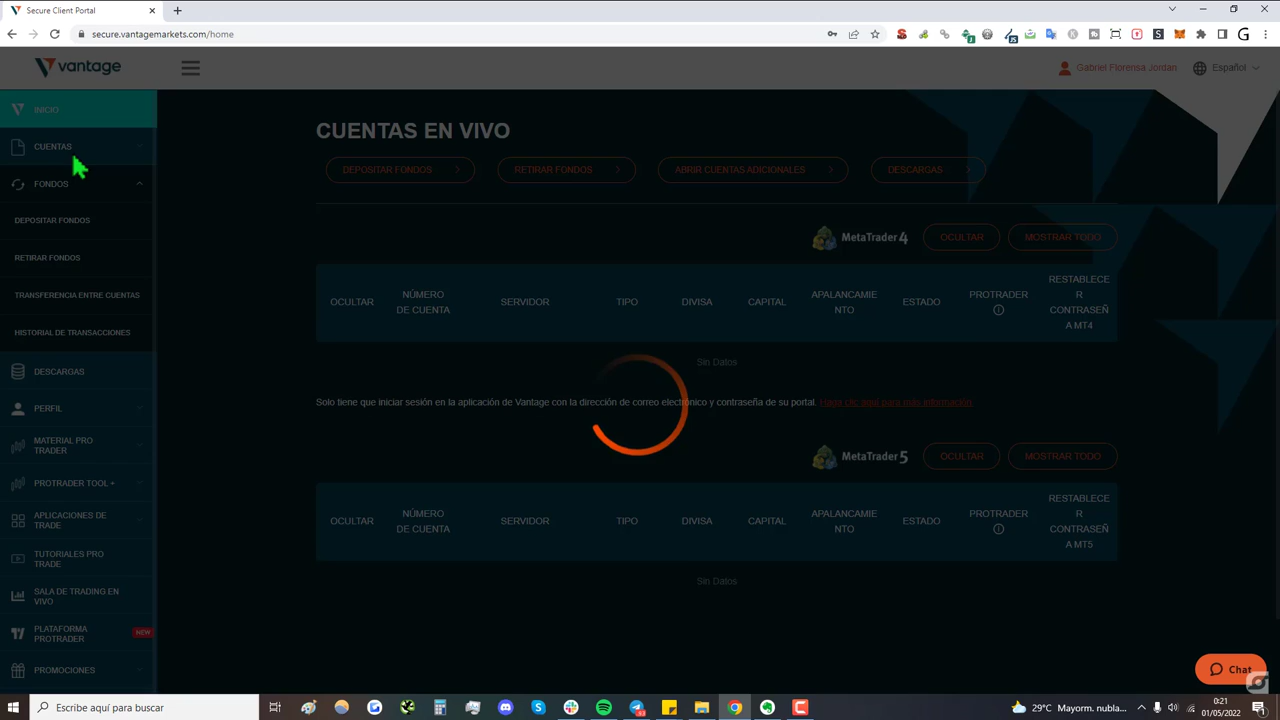 Secure Client Portal
secure.vantagemarkets.com/home
vantage
Gabriel Florensa Jordan
Español
INICIO
CUENTAS
FONDOS
DEPOSITAR FONDOS
RETIRAR FONDOS
TRANSFERENCIA ENTRE CUENTAS
HISTORIAL DE TRANSACCIONES
DESCARGAS
PERFIL
MATERIAL PRO
TRADER
PROTRADER TOOL +
APLICACIONES DE
TRADE
TUTORIALES PRO
TRADE
SALA DE TRADING EN
VIVO
PLATAFORMA
PROTRADER
NEW
PROMOCIONES
CUENTAS EN VIVO
DEPOSITAR FONDOS
RETIRAR FONDOS
ABRIR CUENTAS ADICIONALES
DESCARGAS
MetaTrader 4
OCULTAR
MOSTRAR TODO
OCULTAR
NÚMERO
DE CUENTA
SERVIDOR
TIPO
DIVISA
CAPITAL
APALANCAMIE
NTO
ESTADO
PROTRADER
RESTABLECE
R
CONTRASEÑ
A MT4
Sin Datos
Solo tiene que iniciar sesión en la aplicación de Vantage con la dirección de correo electrónico y contraseña de su portal. Haga clic aquí para más información.
MetaTrader 5
OCULTAR
MOSTRAR TODO
OCULTAR
NÚMERO
DE CUENTA
SERVIDOR
TIPO
DIVISA
CAPITAL
APALANCAMIE
NTO
ESTADO
PROTRADER
RESTABLECE
R
CONTRASEÑ
A MT5
Sin Datos
Chat
Escribe aquí para buscar
29°C Mayorm. nubla...
0:21
01/05/2022